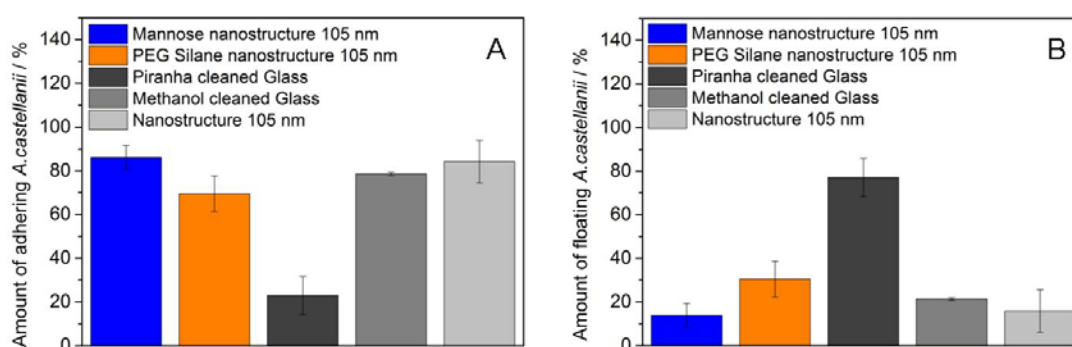 Amount of adhering A.castellanii / %
140
120
100
80
60
40
20
0
Mannose nanostructure 105 nm
PEG Silane nanostructure 105 nm
Piranha cleaned Glass
Methanol cleaned Glass
Nanostructure 105 nm
A
Amount of floating A.castellanii / %
140
120
100
80
60
40
20
0
Mannose nanostructure 105 nm
PEG Silane nanostructure 105 nm
Piranha cleaned Glass
Methanol cleaned Glass
Nanostructure 105 nm
B